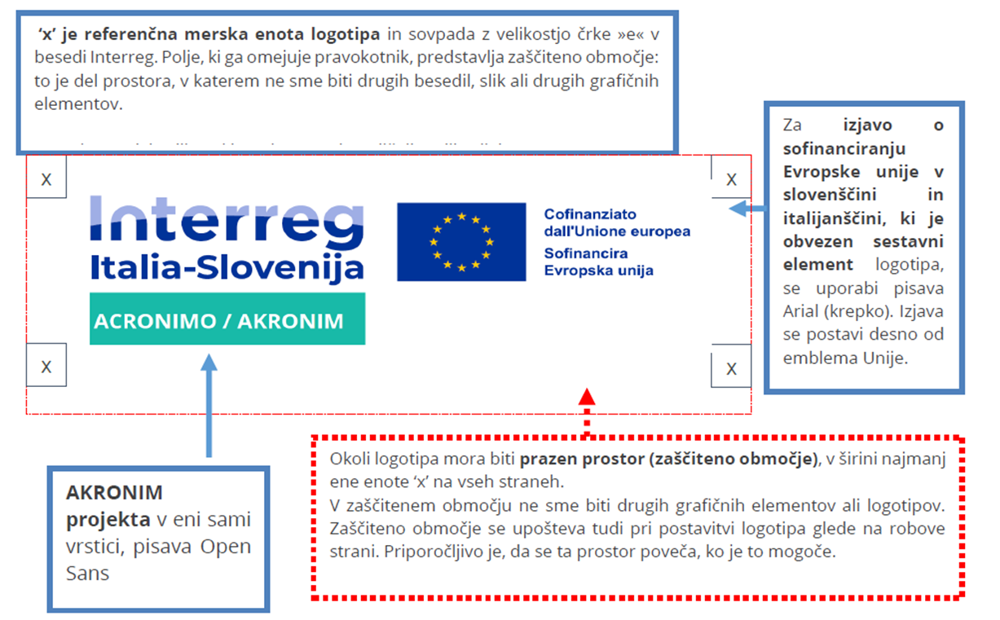 ‘x’ je referenčna merska enota logotipa in sovpada z velikostjo črke »e« v
besedi Interreg. Polje, ki ga omejuje pravokotnik, predstavlja zaščiteno območje:
to je del prostora, v katerem ne sme biti drugih besedil, slik ali drugih grafičnih
elementov.
Za izjavo o
sofinanciranju
Evropske unije v
slovenščini in
italijanščini, ki je
obvezen sestavni
element logotipa,
se uporabi pisava
Arial (krepko). Izjava
se postavi desno od
emblema Unije.
X
X
Interreg
Italia-Slovenija
ACRONIMO / AKRONIM
Cofinanziato
dall'Unione europea
Sofinancira
Evropska unija
X
X
AKRONIM
projekta v eni sami
vrstici, pisava Open
Sans
Okoli logotipa mora biti prazen prostor (zaščiteno območje), v širini najmanj
ene enote ‘x’ na vseh straneh.
V zaščitenem območju ne sme biti drugih grafičnih elementov ali logotipov.
Zaščiteno območje se upošteva tudi pri postavitvi logotipa glede na robove
strani. Priporočljivo je, da se ta prostor poveča, ko je to mogoče.